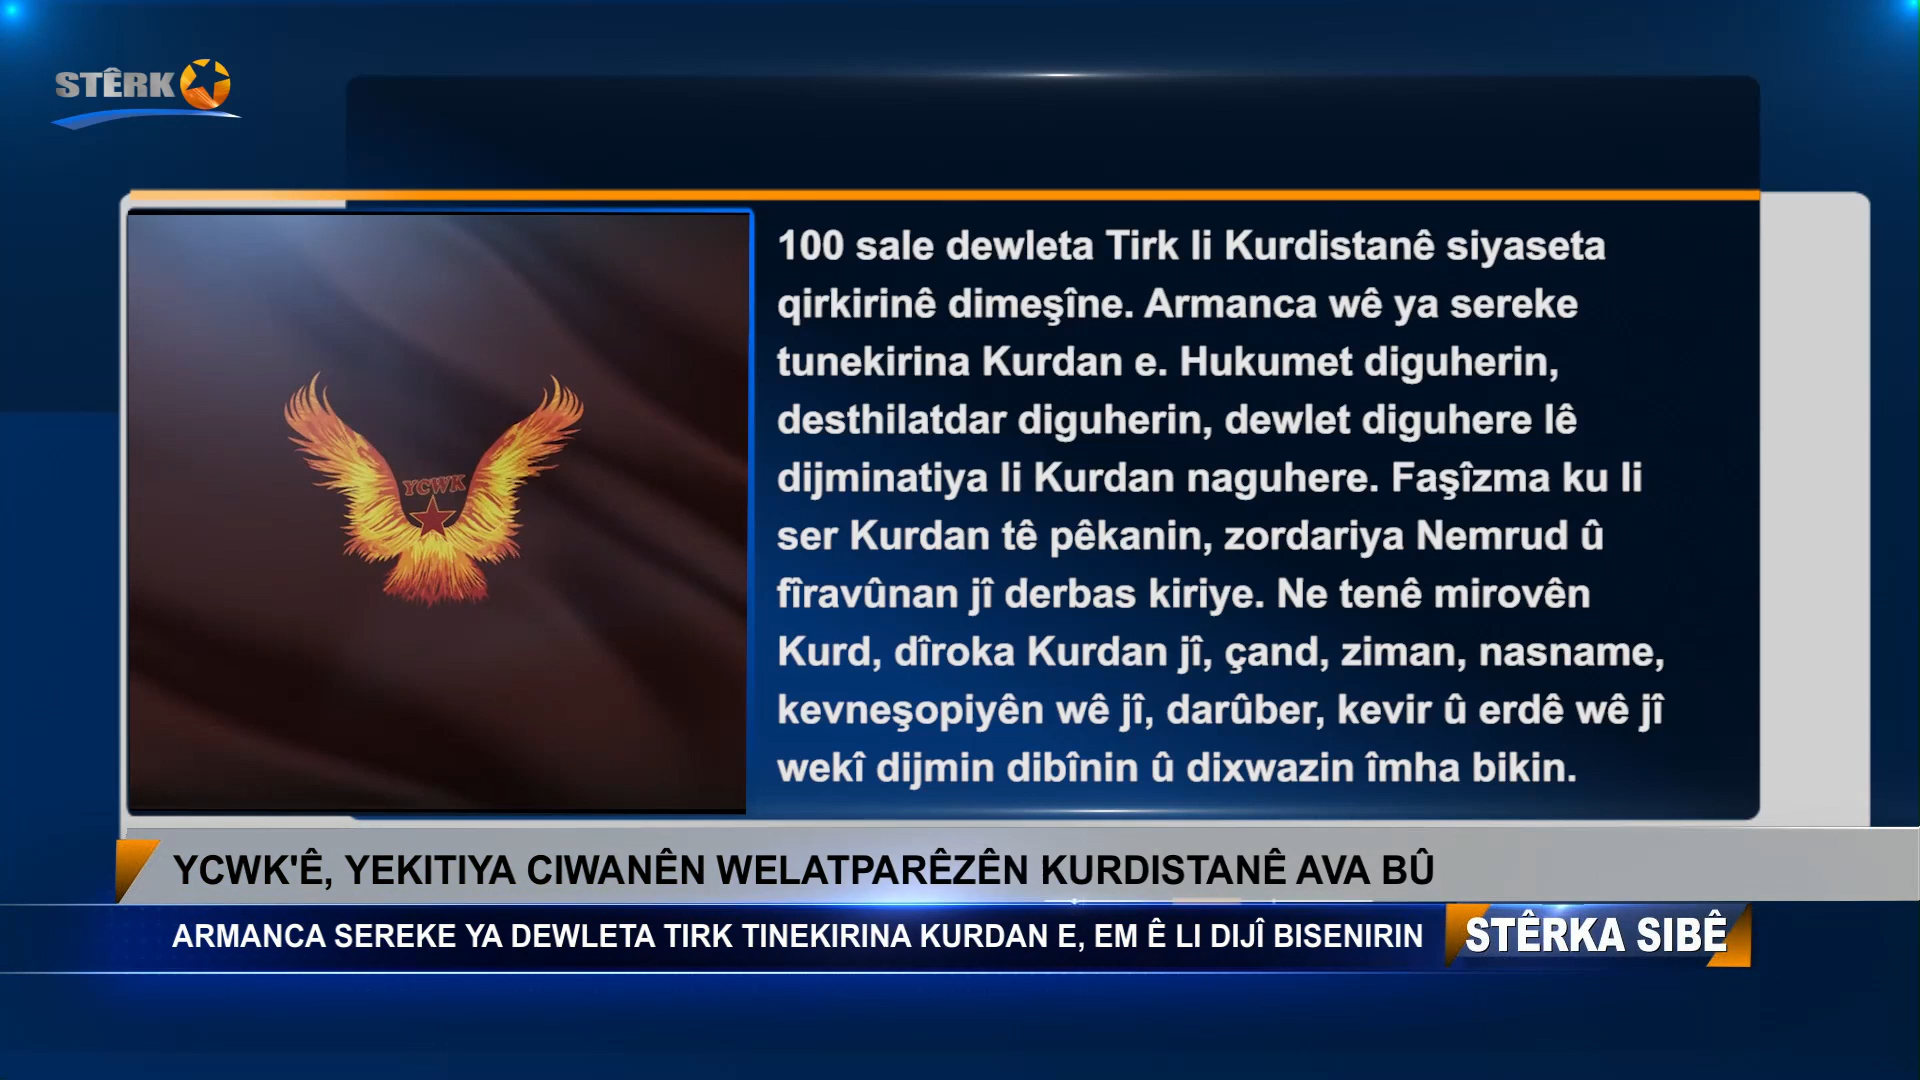 STÊRK
100 sale dewleta Tirk li Kurdistanê siyaseta
qirkirinê dimeşîne. Armanca wê ya sereke
tunekirina Kurdan e. Hukumet diguherin,
desthilatdar diguherin, dewlet diguhere lê
dijminatiya li Kurdan naguhere. Faşîzma ku li
ser Kurdan tê pêkanin, zordariya Nemrud û
fîravûnan jî derbas kiriye. Ne tenê mirovên
Kurd, dîroka Kurdan jî, çand, ziman, nasname,
kevneşopiyên wê jî, darûber, kevir û erdê wê jî
wekî dijmin dibînin û dixwazin îmha bikin.
YCWK
YCWK'Ê, YEKITIYA CIWANÊN WELATPARÊZÊN KURDISTANÊ AVA BÛ
ARMANCA SEREKE YA DEWLETA TIRK TINEKIRINA KURDAN E, EM Ê LI DIJÎ BISENIRIN
STÊRKA SIBÊ